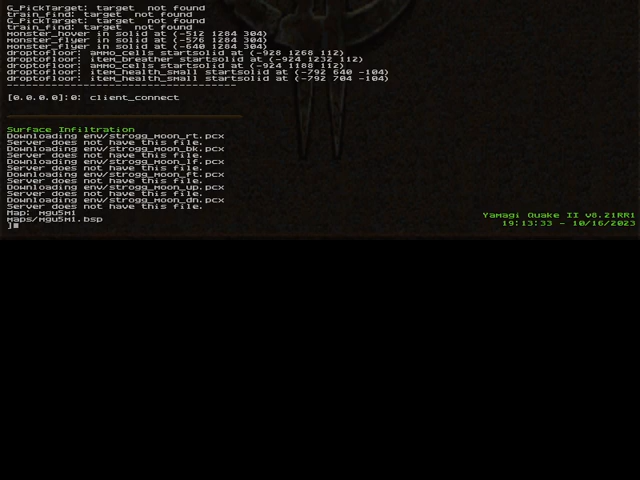 G_PickTarget: target  not found
train_find: target  not found
G_PickTarget: target  not found
train_find: target  not found
monster_hover in solid at (-512 1284 304)
monster_flyer in solid at (-576 1284 304)
monster_flyer in solid at (-640 1284 304)
droptofloor: ammo_cells startsolid at (-928 1268 112)
droptofloor: item_breather startsolid at (-924 1232 112)
droptofloor: ammo_cells startsolid at (-924 1188 112)
droptofloor: item_health_small startsolid at (-792 640 -104)
droptofloor: item_health_small startsolid at (-792 704 -104)
------------------------------------
[0.0.0.0]:0: client_connect
Surface Infiltration
Downloading env/strogg_moon_rt.pcx
Server does not have this file.
Downloading env/strogg_moon_bk.pcx
Server does not have this file.
Downloading env/strogg_moon_lf.pcx
Server does not have this file.
Downloading env/strogg_moon_ft.pcx
Server does not have this file.
Downloading env/strogg_moon_up.pcx
Server does not have this file.
Downloading env/strogg_moon_dn.pcx
Server does not have this file.
Map: mgu5m1
maps/mgu5m1.bsp
]
Yamagi Quake II v8.21RR1
19:13:33 - 10/16/2023